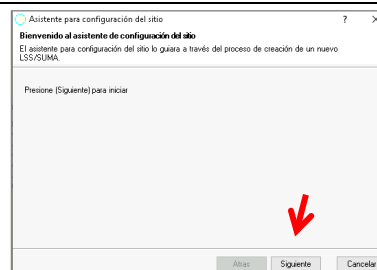 Asistente para configuración del sitio ? X
Bienvenido al asistente de configuración del sitio
El asistente para configuración del sitio lo guiara a través del proceso de creación de un nuevo
LSS/SUMA.
Presione (Siguiente) para iniciar
Atras Siguiente Cancelar